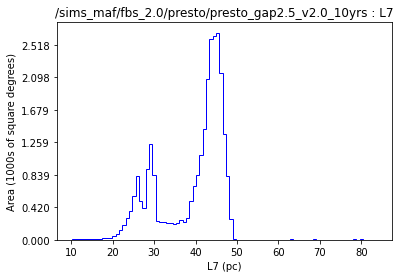 /sims_maf/fbs_2.0/presto/presto_gap2.5_v2.0_10yrs : L7
2.518
2.098
1.679
1.259
0.839
0.420
0.000
Area (1000s of square degrees)
10 20 30 40 50 60 70 80
L7 (pc)